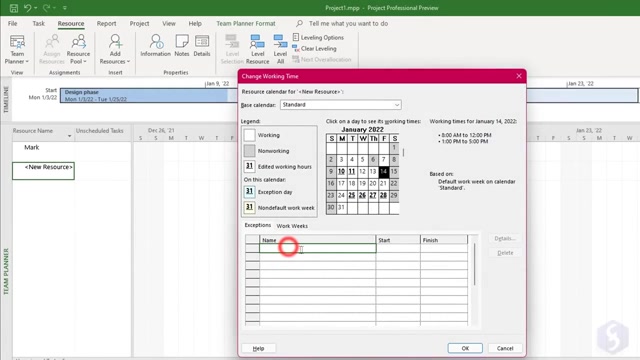 Project1.mpp - Project Professional Preview
File Task Resource Report Project View Help Team Planner Format Tell me what you want to do
Team Planner
Assign Resources
Resource Pool
Information
Notes
Details
Level Selection
Level Resource
Level All
Leveling Options
Clear Leveling
Next Overallocation
TIMELINE
Start
Mon 1/3/22
Jan 9, '22
Jan 23, '22
Design phase
Mon 1/3/22 - Tue 1/25/22
TEAM PLANNER
Resource Name
Unscheduled Tasks
Dec 26, '21
Jan 23, '22
S M T W T F S
Mark
<New Resource>
Change Working Time
Resource calendar for '<New Resource>':
Base calendar: Standard
Legend:
Working
Nonworking
31 Edited working hours
On this calendar:
31 Exception day
31 Nondefault work week
Click on a day to see its working times:
January 2022
S M T W Th F S
1
2 3 4 5 6 7 8
9 10 11 12 13 14 15
16 17 18 19 20 21 22
23 24 25 26 27 28 29
30 31
Working times for January 14, 2022:
• 8:00 AM to 12:00 PM
• 1:00 PM to 5:00 PM
Based on:
Default work week on calendar
'Standard'.
Exceptions Work Weeks
Name Start Finish
Details...
Delete
Help
OK
Cancel